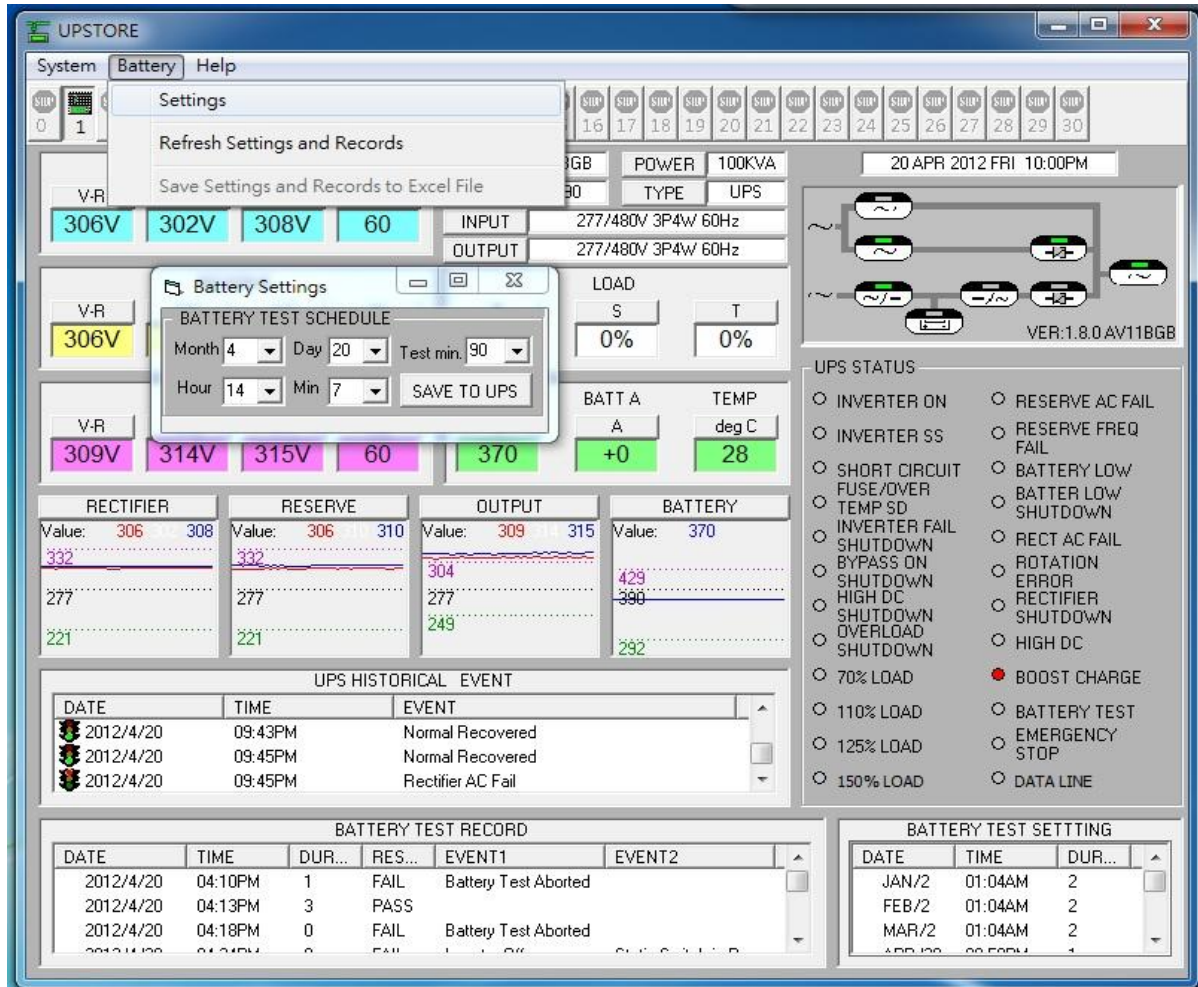 UPSTORE
System Battery Help
Settings
Refresh Settings and Records
Save Settings and Records to Excel File
0 1 16 17 18 19 20 21 22 23 24 25 26 27 28 29 30
POWER 100KVA
TYPE UPS
INPUT 277/480V 3P4W 60Hz
OUTPUT 277/480V 3P4W 60Hz
V-R
306V 302V 308V 60
20 APR 2012 FRI 10:00PM
VER:1.8.0 AV11BGB
Battery Settings
BATTERY TEST SCHEDULE
Month 4 Day 20 Test min. 90
Hour 14 Min 7 SAVE TO UPS
V-R
306V
LOAD
S T
0% 0%
V-R
309V 314V 315V 60
BATT A TEMP
A deg C
370 +0 28
UPS STATUS
INVERTER ON
INVERTER SS
SHORT CIRCUIT
FUSE/OVER
TEMP SD
INVERTER FAIL
SHUTDOWN
BYPASS ON
SHUTDOWN
HIGH DC
SHUTDOWN
OVERLOAD
SHUTDOWN
70% LOAD
110% LOAD
125% LOAD
150% LOAD
RESERVE AC FAIL
RESERVE FREQ
FAIL
BATTERY LOW
BATTER LOW
SHUTDOWN
RECT AC FAIL
ROTATION
ERROR
RECTIFIER
SHUTDOWN
HIGH DC
BOOST CHARGE
BATTERY TEST
EMERGENCY
STOP
DATA LINE
RECTIFIER
Value: 306 302 308
332
277
221
RESERVE
Value: 306 310 310
332
277
221
OUTPUT
Value: 309 314 315
304
277
249
BATTERY
Value: 370
429
390
292
UPS HISTORICAL EVENT
DATE TIME EVENT
2012/4/20 09:43PM Normal Recovered
2012/4/20 09:45PM Normal Recovered
2012/4/20 09:45PM Rectifier AC Fail
BATTERY TEST RECORD
DATE TIME DUR... RES... EVENT1 EVENT2
2012/4/20 04:10PM 1 FAIL Battery Test Aborted
2012/4/20 04:13PM 3 PASS
2012/4/20 04:18PM 0 FAIL Battery Test Aborted
BATTERY TEST SETTTING
DATE TIME DUR...
JAN/2 01:04AM 2
FEB/2 01:04AM 2
MAR/2 01:04AM 2